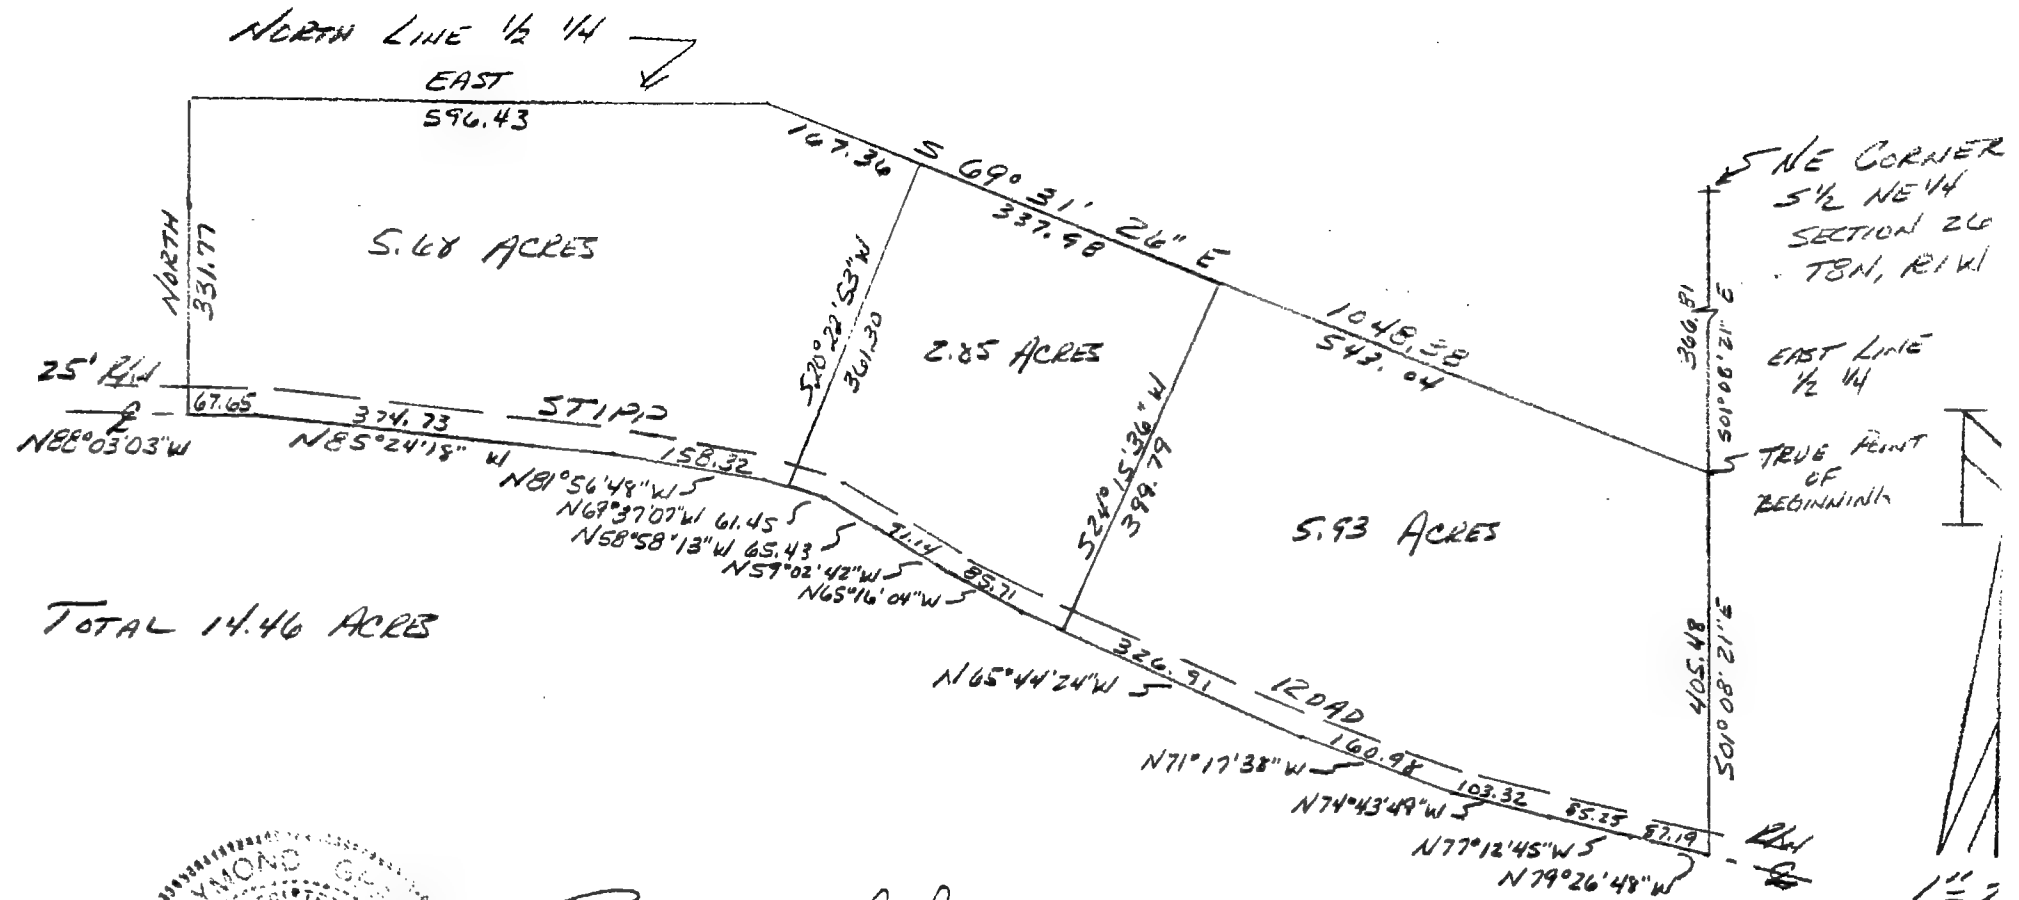 NORTH LINE ½ ¼
EAST
596.43
167.36
S 69° 31' 26" E
337.98
1048.38
543.04
NE CORNER
S½ NE¼
SECTION 26
T8N, R1W
366.81
S01°08'21" E
EAST LINE
½ ¼
TRUE POINT
OF
BEGINNING
NORTH
331.77
5.68 ACRES
S20°22'53" W
361.30
2.85 ACRES
S24°15'36" W
399.79
5.93 ACRES
405.48
S01°08'21" E
25' R/W
67.65
℄
N88°03'03"W
374.73
N85°24'18" W
STIPP
158.32
N81°56'48"W
N69°37'07"W 61.45
N58°58'13"W 65.43
91.14
N59°02'42"W
85.71
N65°16'04"W
326.91
N65°44'24"W
ROAD
160.98
N71°17'38"W
103.32
N74°43'49"W
85.25
N77°12'45"W
57.19
N79°26'48"W
R/W
℄
TOTAL 14.46 ACRES
YMOND